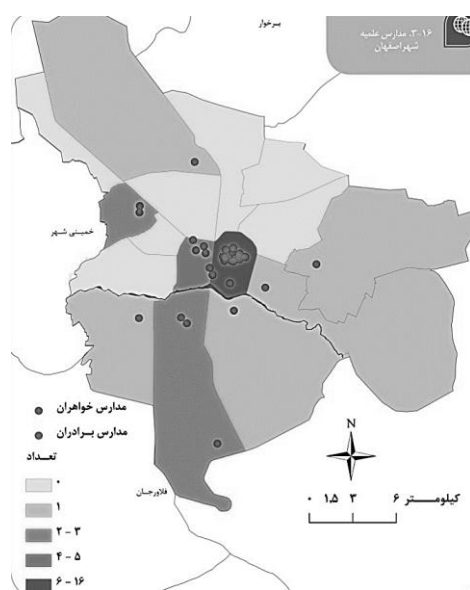 برخوار
۳-۱۶. مدارس علمیه
شهر اصفهان
خمینی شهر
مدارس خواهران
مدارس برادران
تعداد
۰
۱
۲ - ۳
۴ - ۵
۶ - ۱۶
فلاورجان
N
۰ ۱.۵ ۳ ۶ کیلومتر